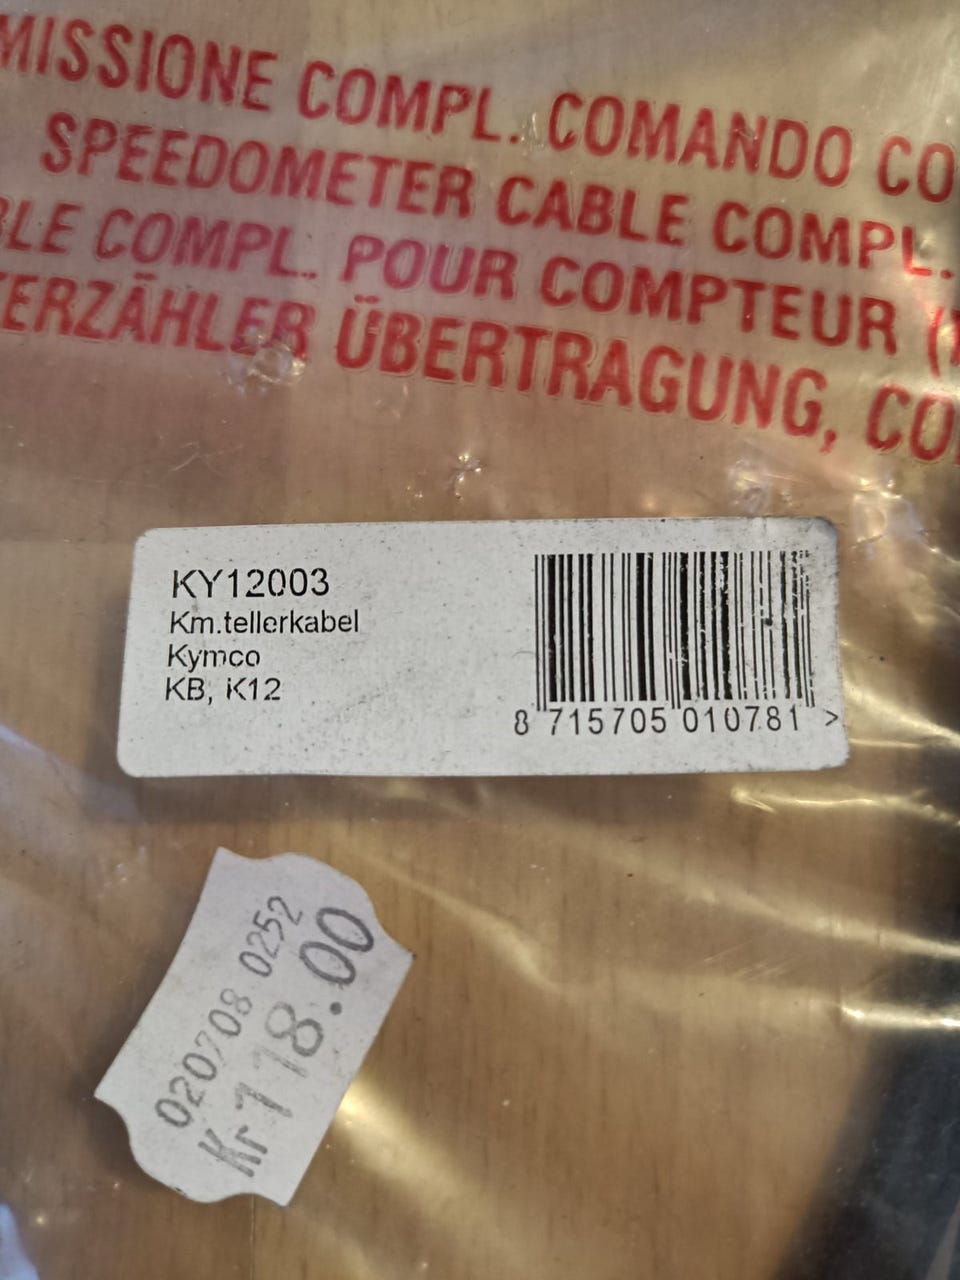 MISSIONE COMPL. COMANDO CO
SPEEDOMETER CABLE COMPL.
BLE COMPL. POUR COMPTEUR (
TERZÄHLER ÜBERTRAGUNG, CO
KY12003
Km.tellerkabel
Kymco
KB, K12
8 715705 010781 >
020708 0252
Kr 118.00